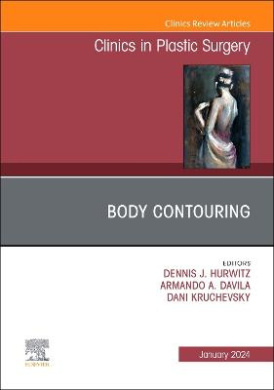 Clinics Review Articles
Clinics in Plastic Surgery
BODY CONTOURING
EDITORS
DENNIS J. HURWITZ
ARMANDO A. DAVILA
DANI KRUCHEVSKY
ELSEVIER
January 2024